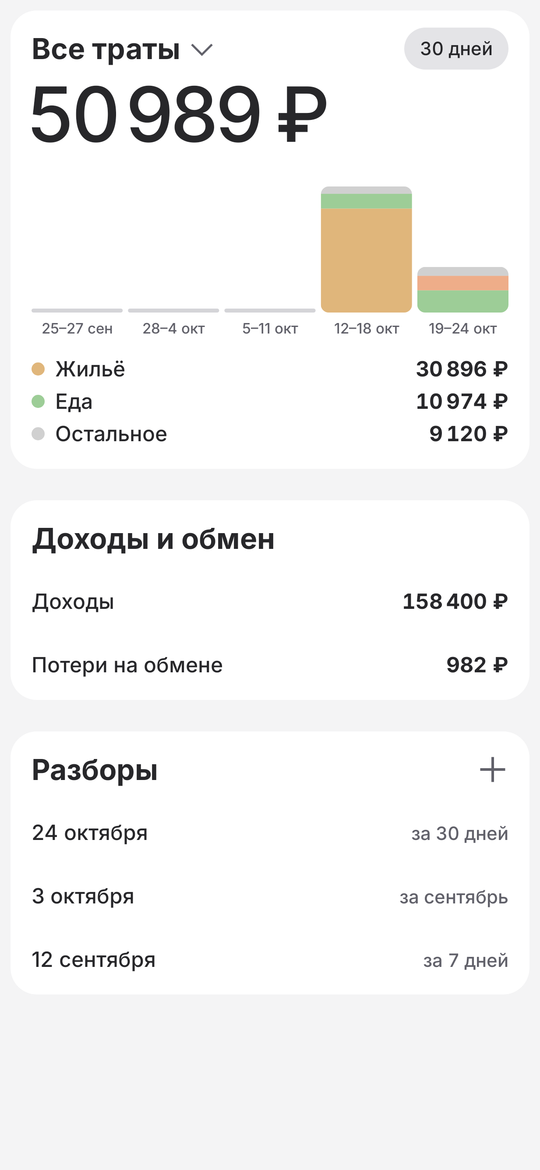 Все траты
30 дней
50 989 ₽
25–27 сен 28–4 окт 5–11 окт 12–18 окт 19–24 окт
Жильё 30 896 ₽
Еда 10 974 ₽
Остальное 9 120 ₽
Доходы и обмен
Доходы 158 400 ₽
Потери на обмене 982 ₽
Разборы
24 октября за 30 дней
3 октября за сентябрь
12 сентября за 7 дней